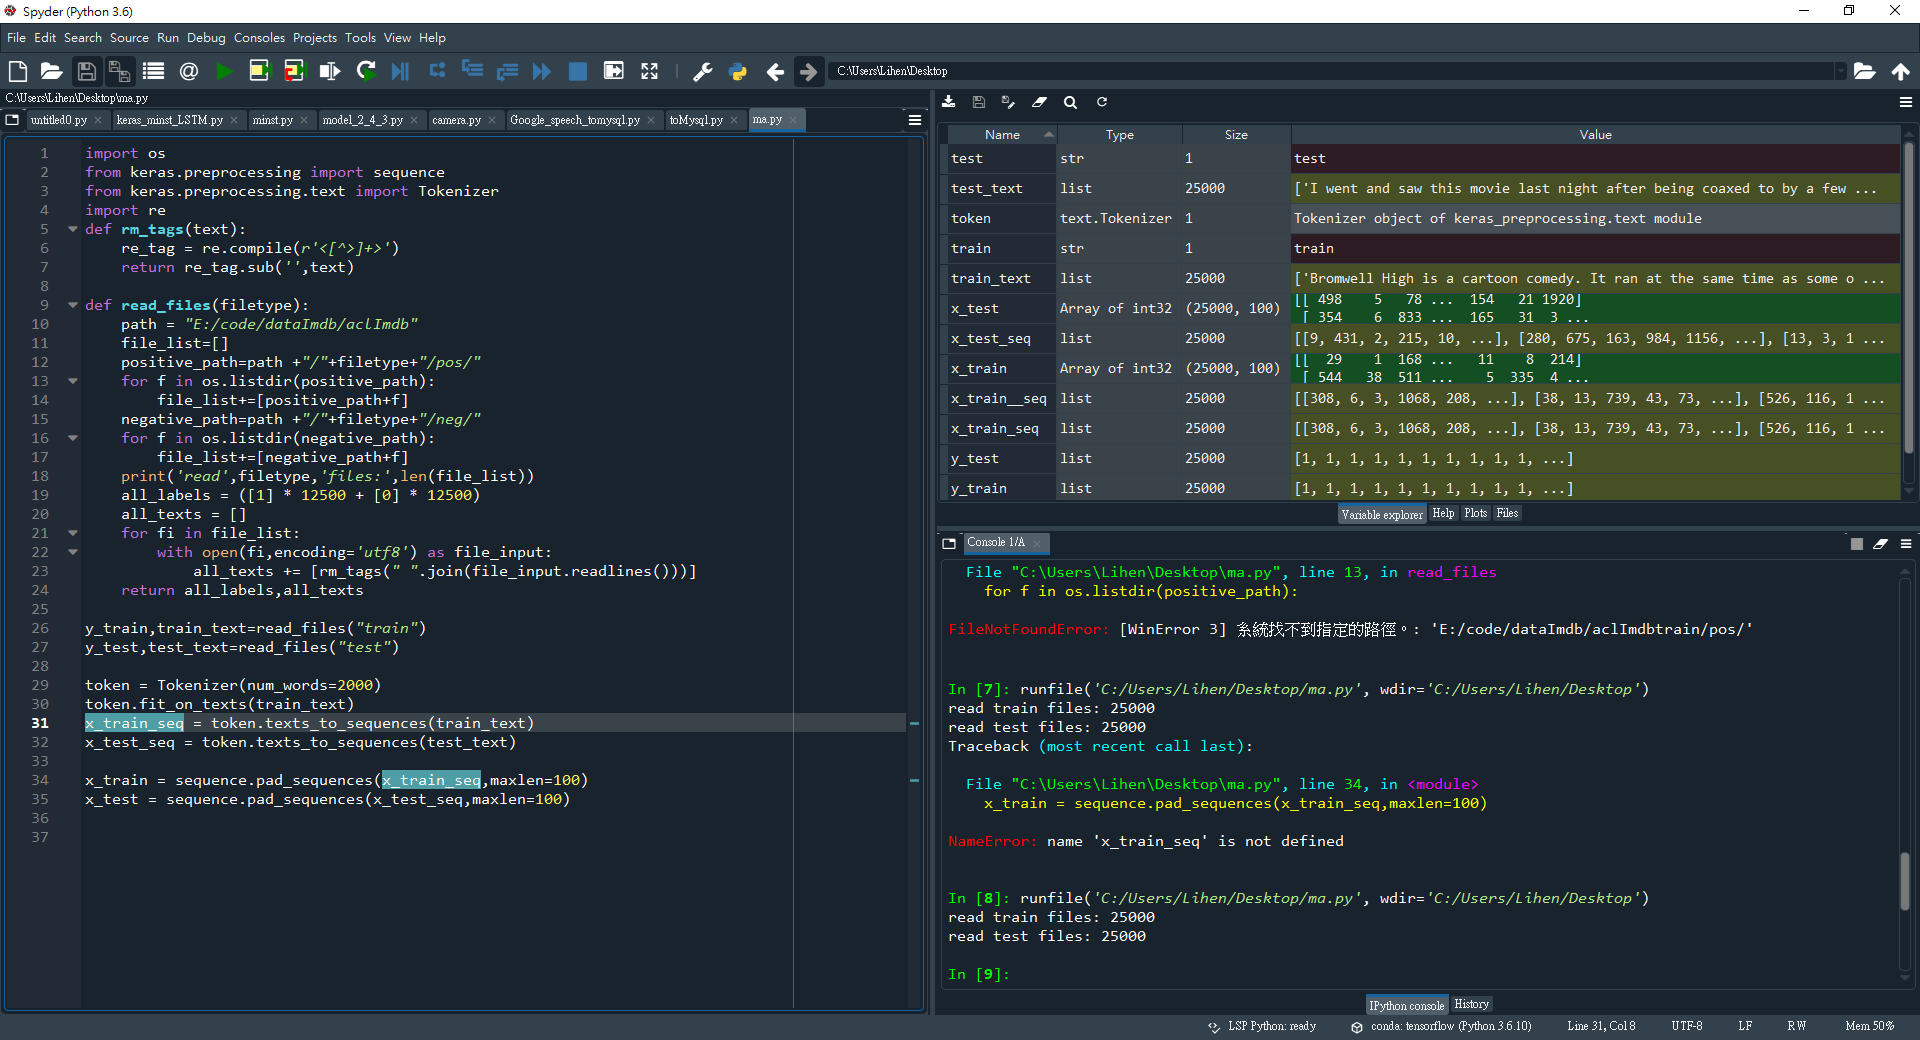 Spyder (Python 3.6)
File Edit Search Source Run Debug Consoles Projects Tools View Help
C:\Users\Lihen\Desktop
C:\Users\Lihen\Desktop\ma.py
untitled0.py keras_minst_LSTM.py minst.py model_2_4_3.py camera.py Google_speech_tomysql.py toMysql.py ma.py
1 import os
2 from keras.preprocessing import sequence
3 from keras.preprocessing.text import Tokenizer
4 import re
5 def rm_tags(text):
6 re_tag = re.compile(r'<[^>]+>')
7 return re_tag.sub('',text)
8
9 def read_files(filetype):
10 path = "E:/code/dataImdb/aclImdb"
11 file_list=[]
12 positive_path=path +"/"+filetype+"/pos/"
13 for f in os.listdir(positive_path):
14 file_list+=[positive_path+f]
15 negative_path=path +"/"+filetype+"/neg/"
16 for f in os.listdir(negative_path):
17 file_list+=[negative_path+f]
18 print('read',filetype,'files:',len(file_list))
19 all_labels = ([1] * 12500 + [0] * 12500)
20 all_texts = []
21 for fi in file_list:
22 with open(fi,encoding='utf8') as file_input:
23 all_texts += [rm_tags(" ".join(file_input.readlines()))]
24 return all_labels,all_texts
25
26 y_train,train_text=read_files("train")
27 y_test,test_text=read_files("test")
28
29 token = Tokenizer(num_words=2000)
30 token.fit_on_texts(train_text)
31 x_train_seq = token.texts_to_sequences(train_text)
32 x_test_seq = token.texts_to_sequences(test_text)
33
34 x_train = sequence.pad_sequences(x_train_seq,maxlen=100)
35 x_test = sequence.pad_sequences(x_test_seq,maxlen=100)
36
37
Name Type Size Value
test str 1 test
test_text list 25000 ['I went and saw this movie last night after being coaxed to by a few ...
token text.Tokenizer 1 Tokenizer object of keras_preprocessing.text module
train str 1 train
train_text list 25000 ['Bromwell High is a cartoon comedy. It ran at the same time as some o ...
x_test Array of int32 (25000, 100) [[ 498 5 78 ... 154 21 1920]
[ 354 6 833 ... 165 31 3 ...
x_test_seq list 25000 [[9, 431, 2, 215, 10, ...], [280, 675, 163, 984, 1156, ...], [13, 3, 1 ...
x_train Array of int32 (25000, 100) [[ 29 1 168 ... 11 8 214]
[ 544 38 511 ... 5 335 4 ...
x_train__seq list 25000 [[308, 6, 3, 1068, 208, ...], [38, 13, 739, 43, 73, ...], [526, 116, 1 ...
x_train_seq list 25000 [[308, 6, 3, 1068, 208, ...], [38, 13, 739, 43, 73, ...], [526, 116, 1 ...
y_test list 25000 [1, 1, 1, 1, 1, 1, 1, 1, 1, 1, ...]
y_train list 25000 [1, 1, 1, 1, 1, 1, 1, 1, 1, 1, ...]
Variable explorer Help Plots Files
Console 1/A
File "C:\Users\Lihen\Desktop\ma.py", line 13, in read_files
for f in os.listdir(positive_path):
FileNotFoundError: [WinError 3] 系統找不到指定的路徑。: 'E:/code/dataImdb/aclImdbtrain/pos/'
In [7]: runfile('C:/Users/Lihen/Desktop/ma.py', wdir='C:/Users/Lihen/Desktop')
read train files: 25000
read test files: 25000
Traceback (most recent call last):
File "C:\Users\Lihen\Desktop\ma.py", line 34, in <module>
x_train = sequence.pad_sequences(x_train_seq,maxlen=100)
NameError: name 'x_train_seq' is not defined
In [8]: runfile('C:/Users/Lihen/Desktop/ma.py', wdir='C:/Users/Lihen/Desktop')
read train files: 25000
read test files: 25000
In [9]:
IPython console History
LSP Python: ready conda: tensorflow (Python 3.6.10) Line 31, Col 8 UTF-8 LF RW Mem 50%